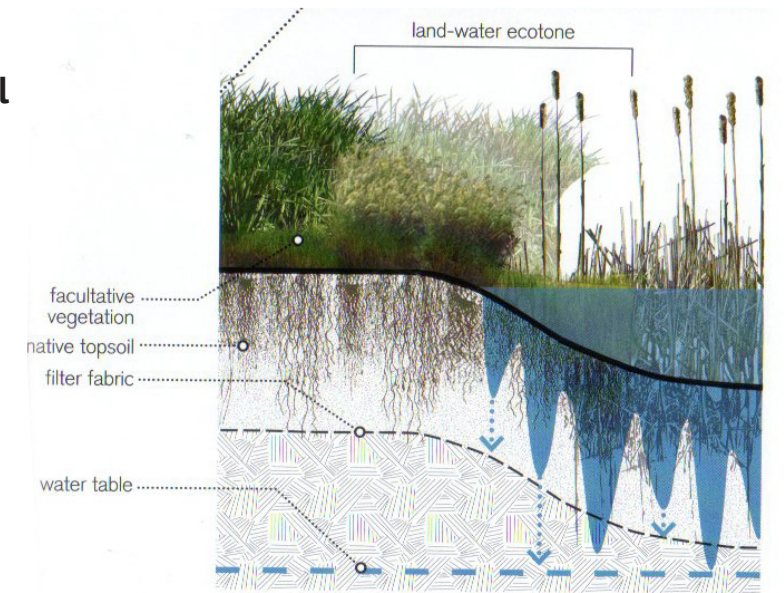 land-water ecotone
l
facultative
vegetation
native topsoil
filter fabric
water table